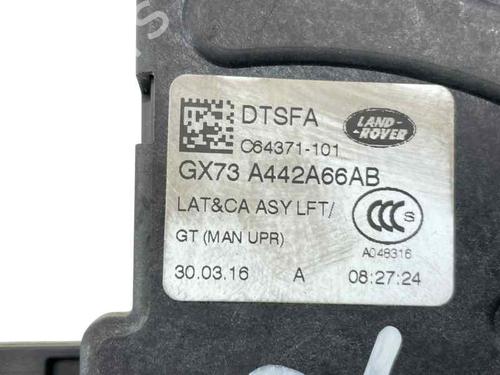 DTSFA
LAND-
ROVER
C64371-101
GX73 A442A66AB
LAT&CA ASY LFT/
CCC S
GT (MAN UPR)
A048316
30.03.16 A 08:27:24